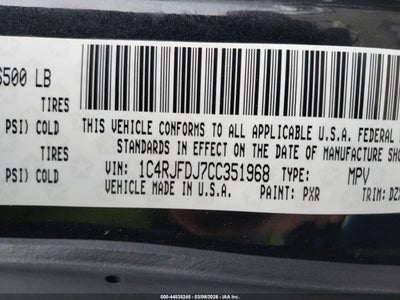 6500 LB
TIRES
PSI) COLD
TIRES
PSI) COLD
THIS VEHICLE CONFORMS TO ALL APPLICABLE U.S.A. FEDERAL
STANDARDS IN EFFECT ON THE DATE OF MANUFACTURE SHO
VIN: 1C4RJFDJ7CC351968 TYPE: MPV
VEHICLE MADE IN U.S.A. PAINT: PXR TRIM: DZX
000-44535245 - 03/06/2026 - IAA Inc.